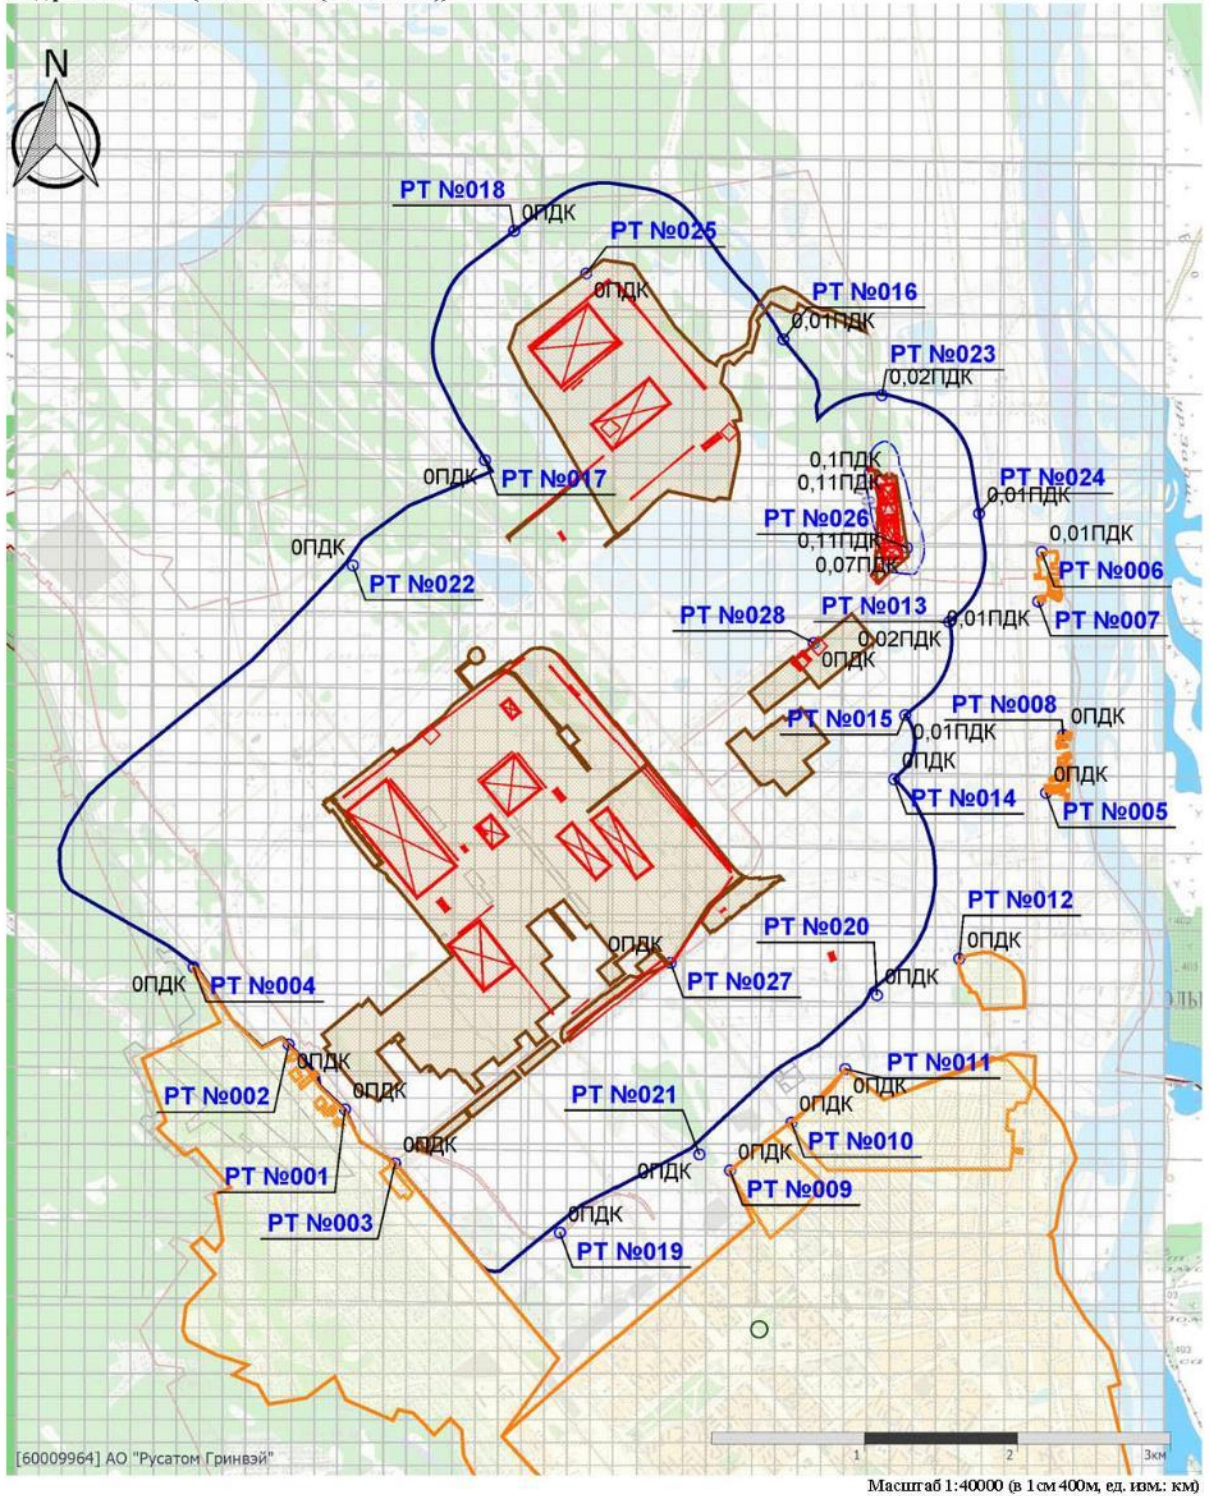 N
РТ №018
0ПДК
РТ №025
0ПДК
РТ №016
0,01ПДК
РТ №023
0,02ПДК
0ПДК
РТ №017
0,1ПДК
0,11ПДК
РТ №024
0,01ПДК
РТ №026
0,11ПДК
0,07ПДК
0ПДК
РТ №022
0,01ПДК
РТ №006
РТ №007
РТ №028
РТ №013
0,01ПДК
0,02ПДК
0ПДК
РТ №015
0,01ПДК
РТ №008
0ПДК
0ПДК
РТ №014
0ПДК
РТ №005
РТ №012
0ПДК
РТ №020
0ПДК
0ПДК
РТ №027
0ПДК
РТ №004
0ПДК
РТ №002
0ПДК
РТ №001
0ПДК
РТ №003
РТ №011
0ПДК
0ПДК
РТ №010
РТ №021
0ПДК
0ПДК
РТ №009
0ПДК
РТ №019
[60009964] АО "Русатом Гринвэй"
1
2
3км
Масштаб 1:40000 (в 1см 400м, ед. изм.: км)